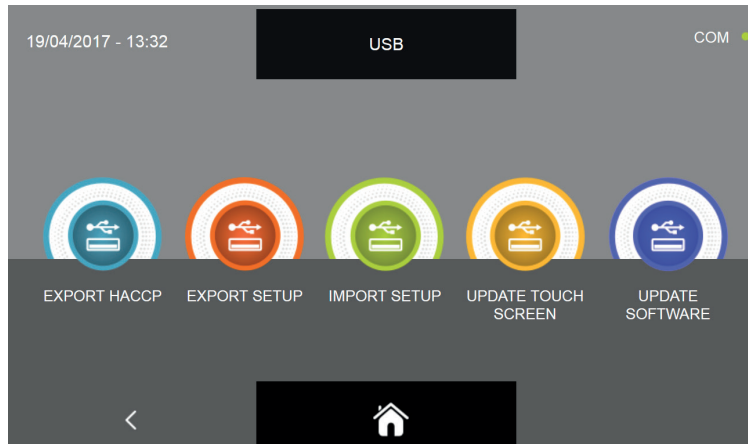 19/04/2017 - 13:32
USB
COM
EXPORT HACCP
EXPORT SETUP
IMPORT SETUP
UPDATE TOUCH
SCREEN
UPDATE
SOFTWARE